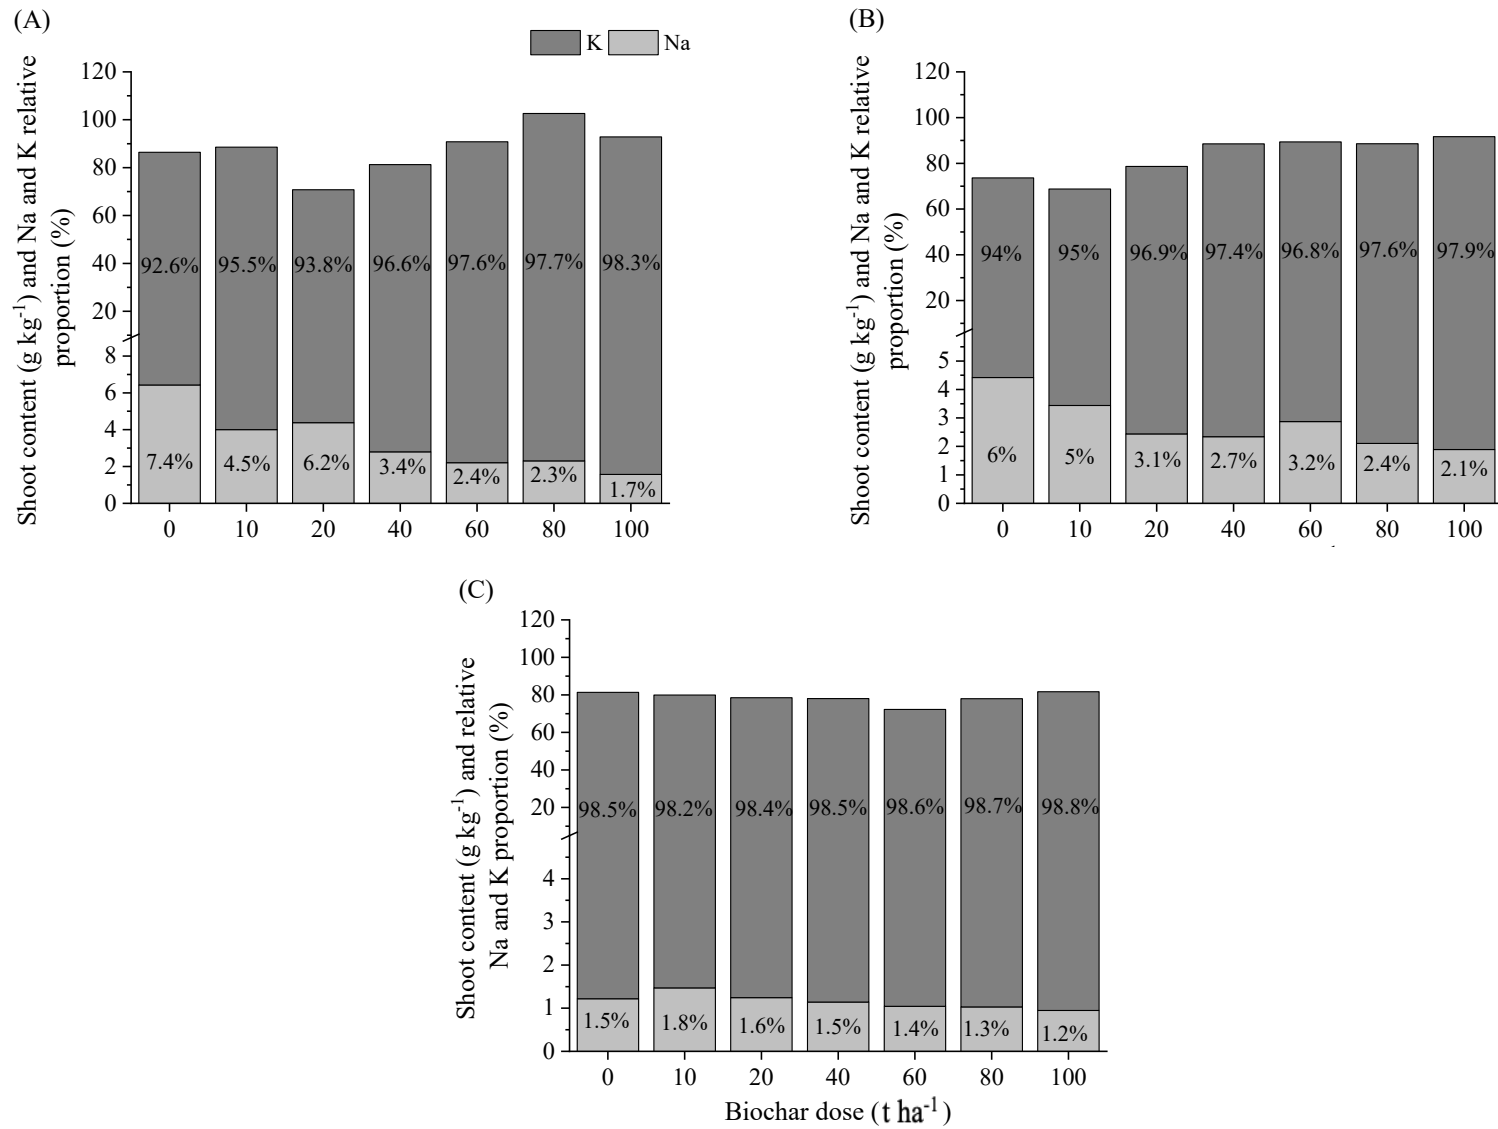 (A)
K Na
Shoot content (g kg-1) and Na and K relative
proportion (%)
120
100
80
60
40
20
8
6
4
2
0
92.6% 95.5% 93.8% 96.6% 97.6% 97.7% 98.3%
7.4% 4.5% 6.2% 3.4% 2.4% 2.3% 1.7%
0 10 20 40 60 80 100
(B)
Shoot content (g kg-1) and Na and K relative
proportion (%)
120
100
80
60
40
20
5
4
3
2
1
0
94% 95% 96.9% 97.4% 96.8% 97.6% 97.9%
6% 5% 3.1% 2.7% 3.2% 2.4% 2.1%
0 10 20 40 60 80 100
(C)
Shoot content (g kg-1) and relative
Na and K proportion (%)
120
100
80
60
40
20
4
3
2
1
0
98.5% 98.2% 98.4% 98.5% 98.6% 98.7% 98.8%
1.5% 1.8% 1.6% 1.5% 1.4% 1.3% 1.2%
0 10 20 40 60 80 100
Biochar dose (t ha-1)